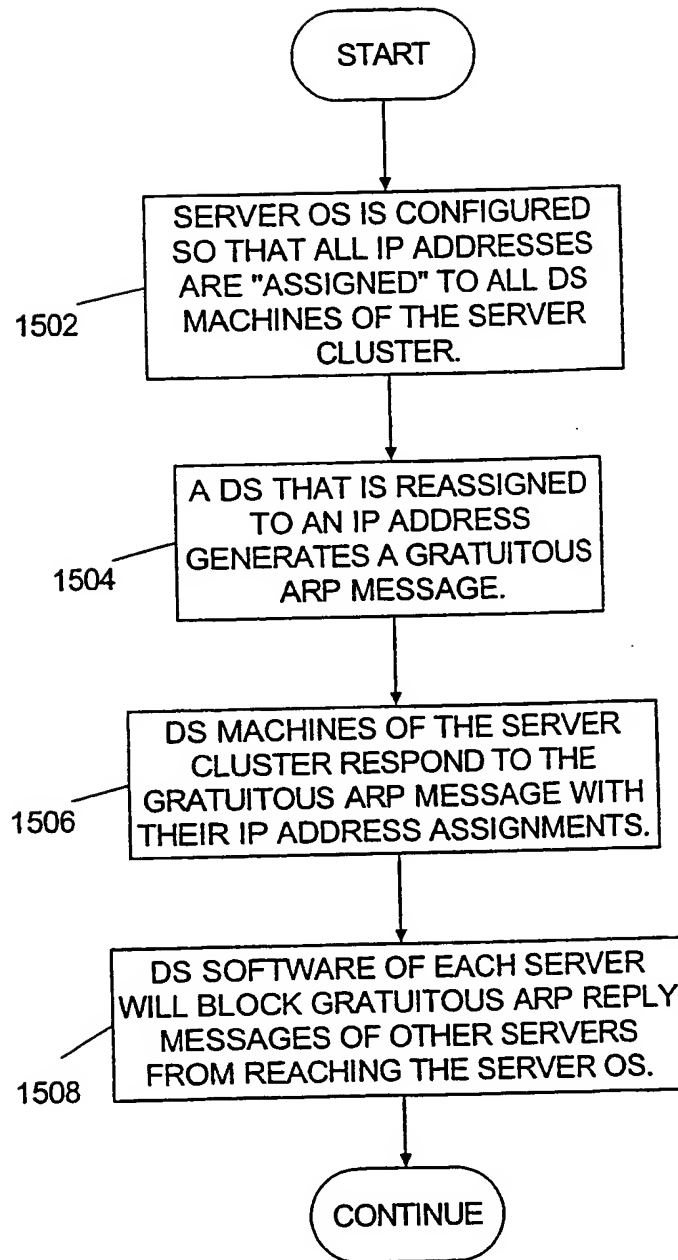 START
SERVER OS IS CONFIGURED
SO THAT ALL IP ADDRESSES
ARE "ASSIGNED" TO ALL DS
MACHINES OF THE SERVER
CLUSTER.
1502
A DS THAT IS REASSIGNED
TO AN IP ADDRESS
GENERATES A GRATUITOUS
ARP MESSAGE.
1504
DS MACHINES OF THE SERVER
CLUSTER RESPOND TO THE
GRATUITOUS ARP MESSAGE WITH
THEIR IP ADDRESS ASSIGNMENTS.
1506
DS SOFTWARE OF EACH SERVER
WILL BLOCK GRATUITOUS ARP REPLY
MESSAGES OF OTHER SERVERS
FROM REACHING THE SERVER OS.
1508
CONTINUE